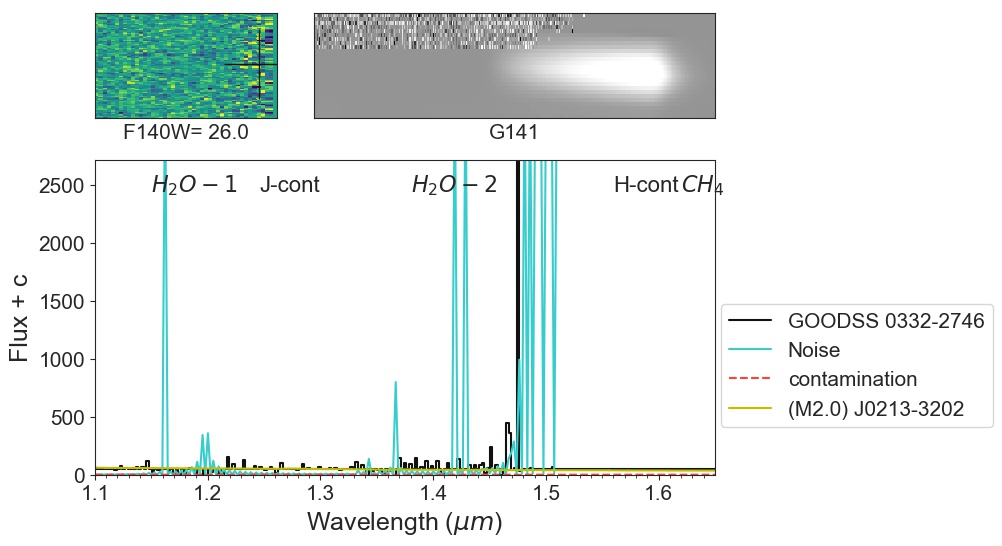 F140W= 26.0
G141
H₂O − 1 J-cont H₂O − 2 H-cont CH₄
2500
2000
1500
1000
500
0
Flux + c
1.1 1.2 1.3 1.4 1.5 1.6
Wavelength (μm)
GOODSS 0332-2746
Noise
contamination
(M2.0) J0213-3202